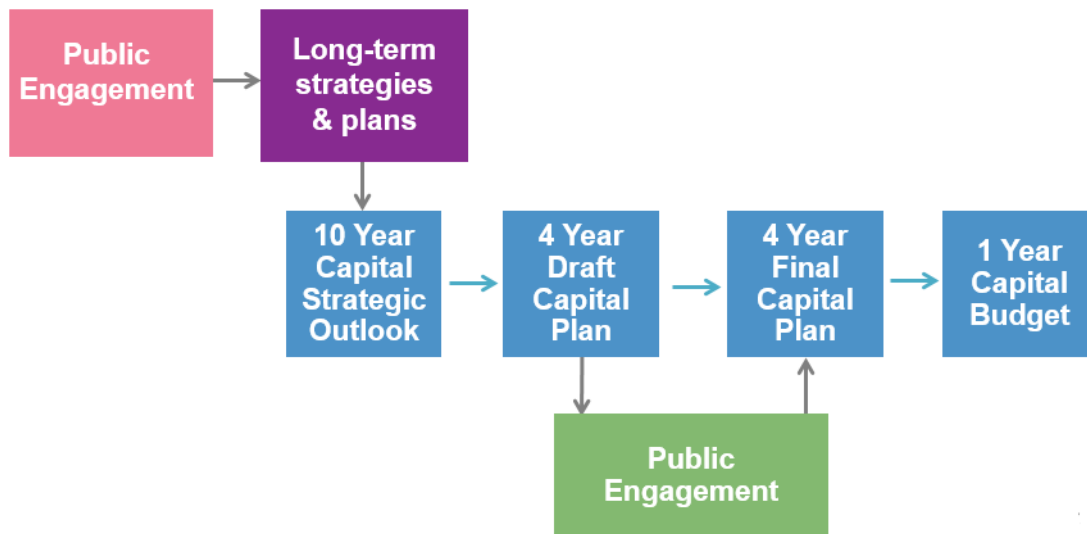 Public
Engagement
Long-term
strategies
& plans
10 Year
Capital
Strategic
Outlook
4 Year
Draft
Capital
Plan
4 Year
Final
Capital
Plan
1 Year
Capital
Budget
Public
Engagement